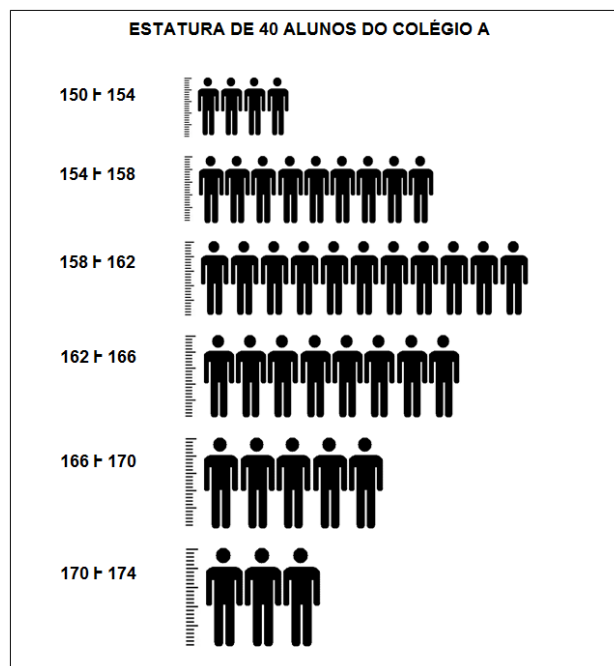 ESTATURA DE 40 ALUNOS DO COLÉGIO A
150 Ͱ 154
154 Ͱ 158
158 Ͱ 162
162 Ͱ 166
166 Ͱ 170
170 Ͱ 174